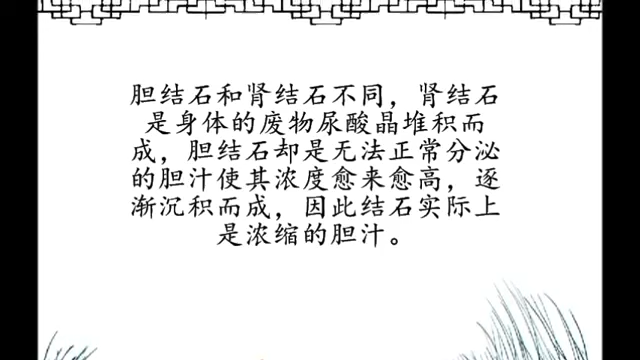 胆结石和肾结石不同，肾结石
是身体的废物尿酸晶堆积而
成，胆结石却是无法正常分泌
的胆汁使其浓度愈来愈高，逐
渐沉积而成，因此结石实际上
是浓缩的胆汁。